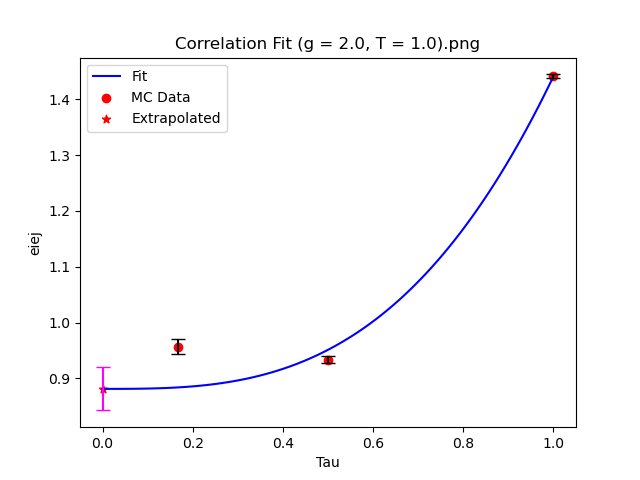 Correlation Fit (g = 2.0, T = 1.0).png
Fit
MC Data
Extrapolated
eiej
1.4
1.3
1.2
1.1
1.0
0.9
0.0 0.2 0.4 0.6 0.8 1.0
Tau